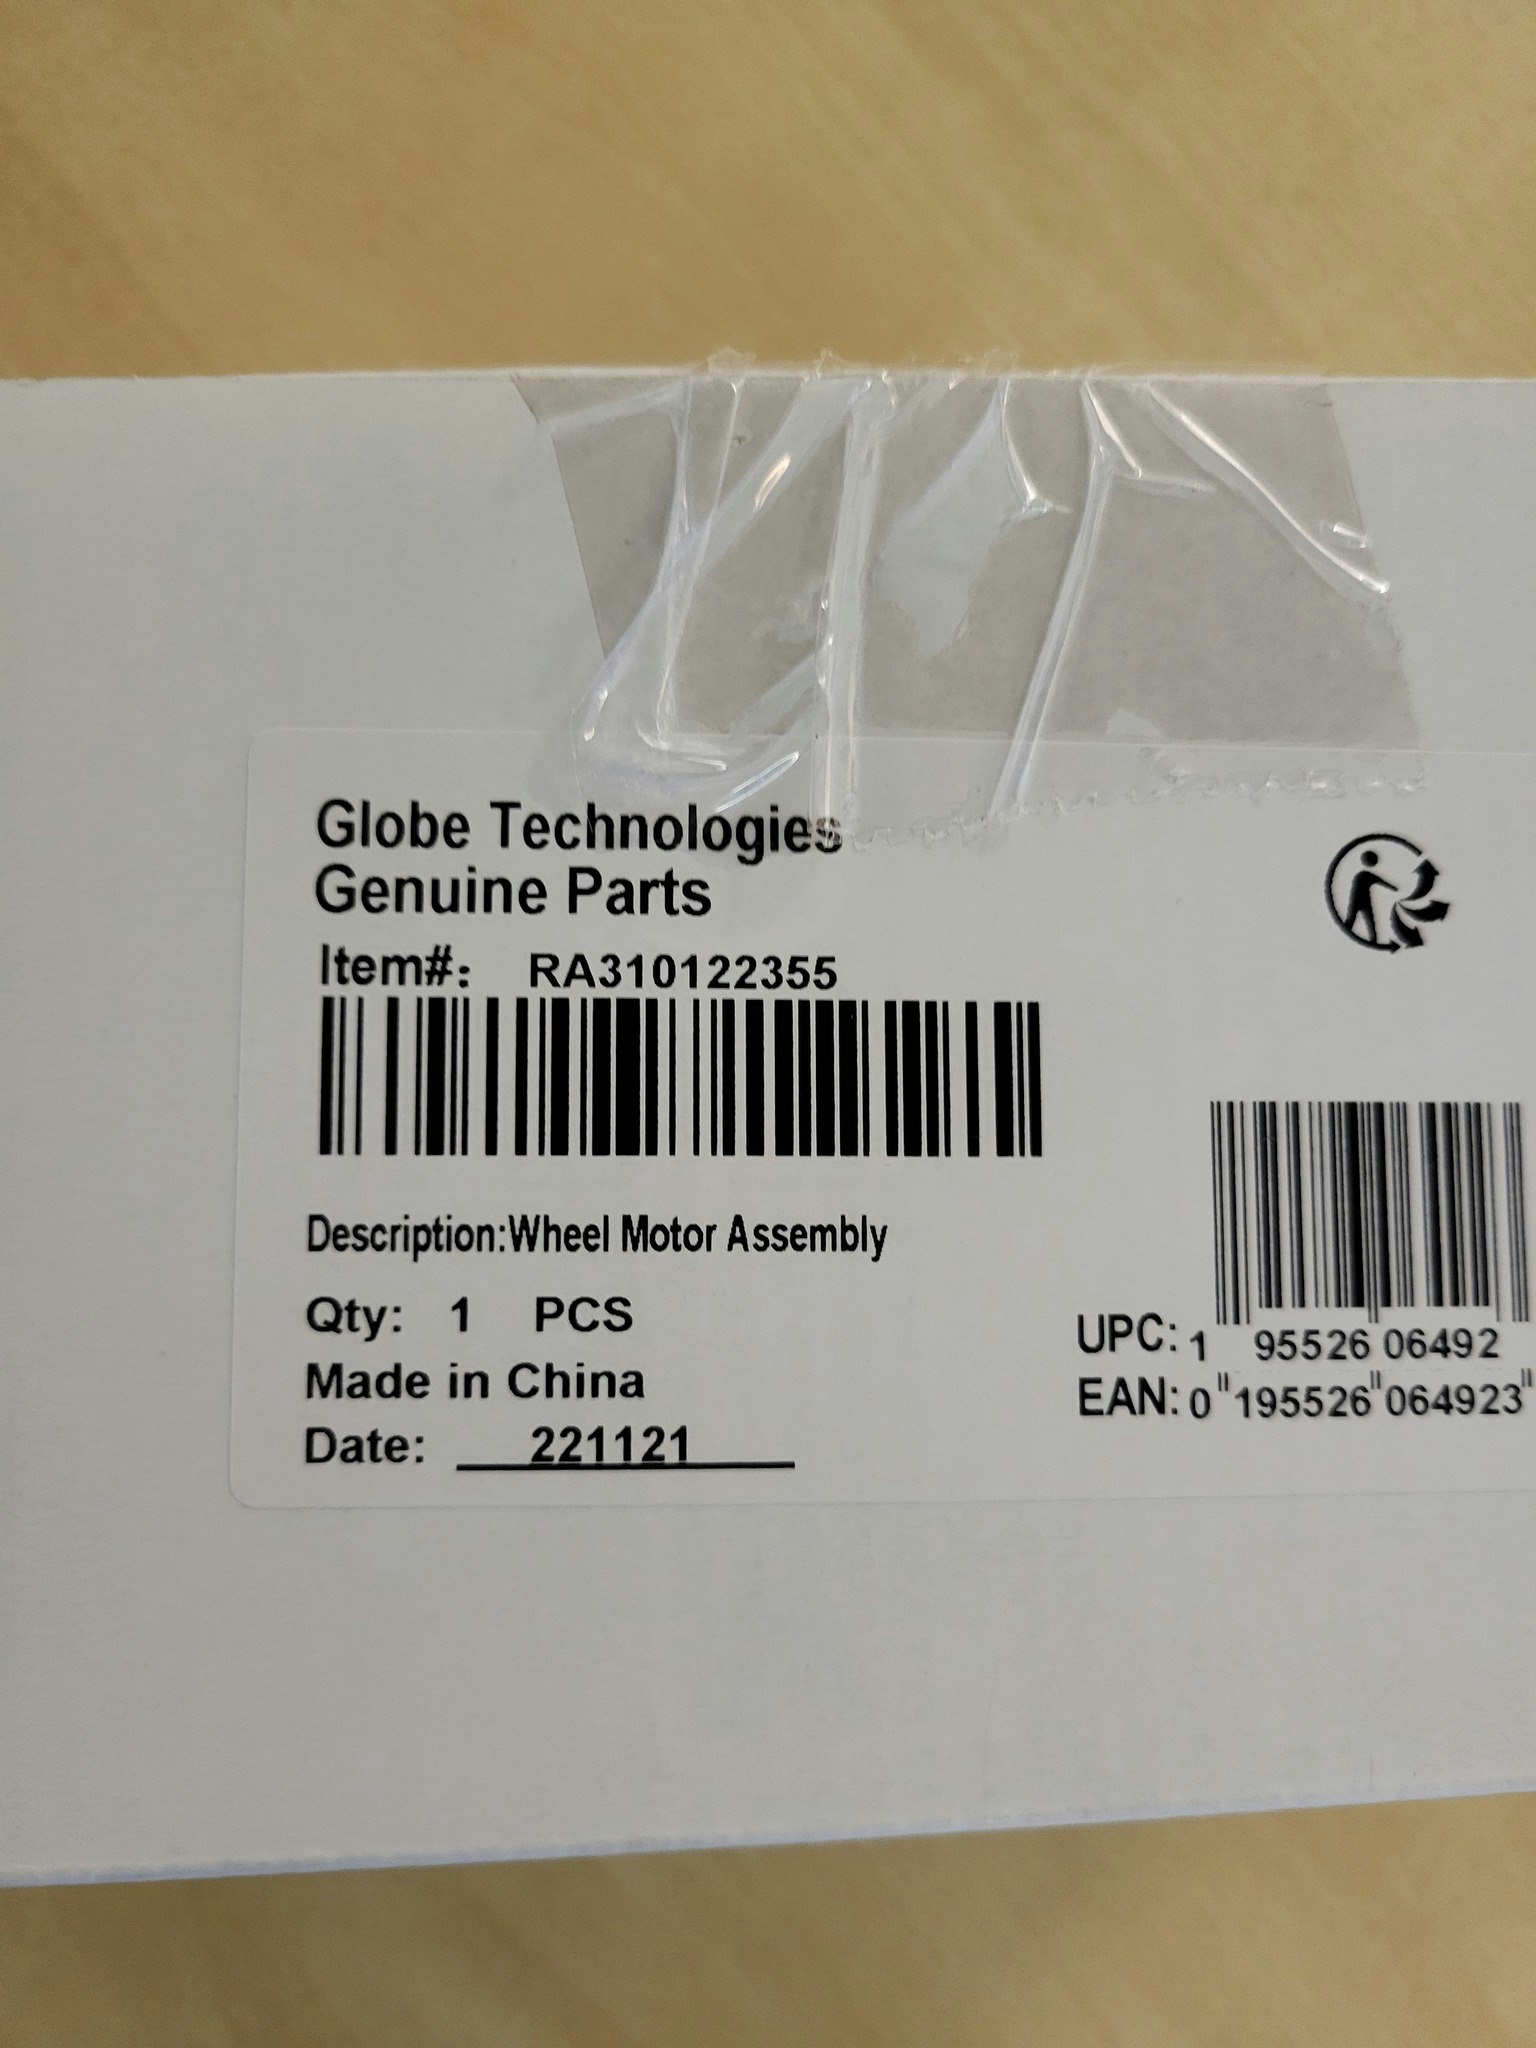 Globe Technologies
Genuine Parts
Item#: RA310122355
Description:Wheel Motor Assembly
Qty: 1 PCS
Made in China
Date: 221121
UPC: 1 95526 06492
EAN: 0 195526 064923